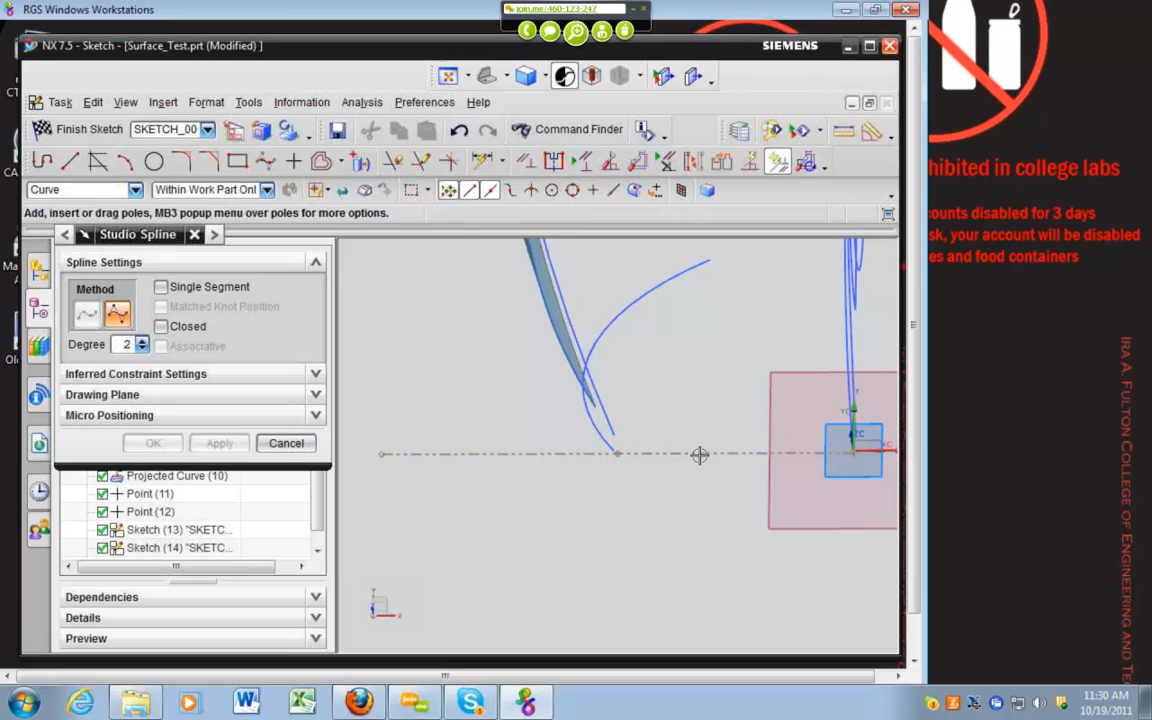 RGS Windows Workstations
join.me/460-123-247
NX 7.5 - Sketch - [Surface_Test.prt (Modified) ]
SIEMENS
Task Edit View Insert Format Tools Information Analysis Preferences Help
Finish Sketch SKETCH_00 Command Finder
Curve Within Work Part Onl
Add, insert or drag poles, MB3 popup menu over poles for more options.
Studio Spline
Spline Settings
Method
Single Segment
Matched Knot Position
Closed
Degree 2
Associative
Inferred Constraint Settings
Drawing Plane
Micro Positioning
OK Apply Cancel
Projected Curve (10)
Point (11)
Point (12)
Sketch (13) "SKETC...
Sketch (14) "SKETC...
Dependencies
Details
Preview
hibited in college labs
counts disabled for 3 days
sk, your account will be disabled
es and food containers
IRA A. FULTON COLLEGE OF ENGINEERING AND TE
11:30 AM
10/19/2011